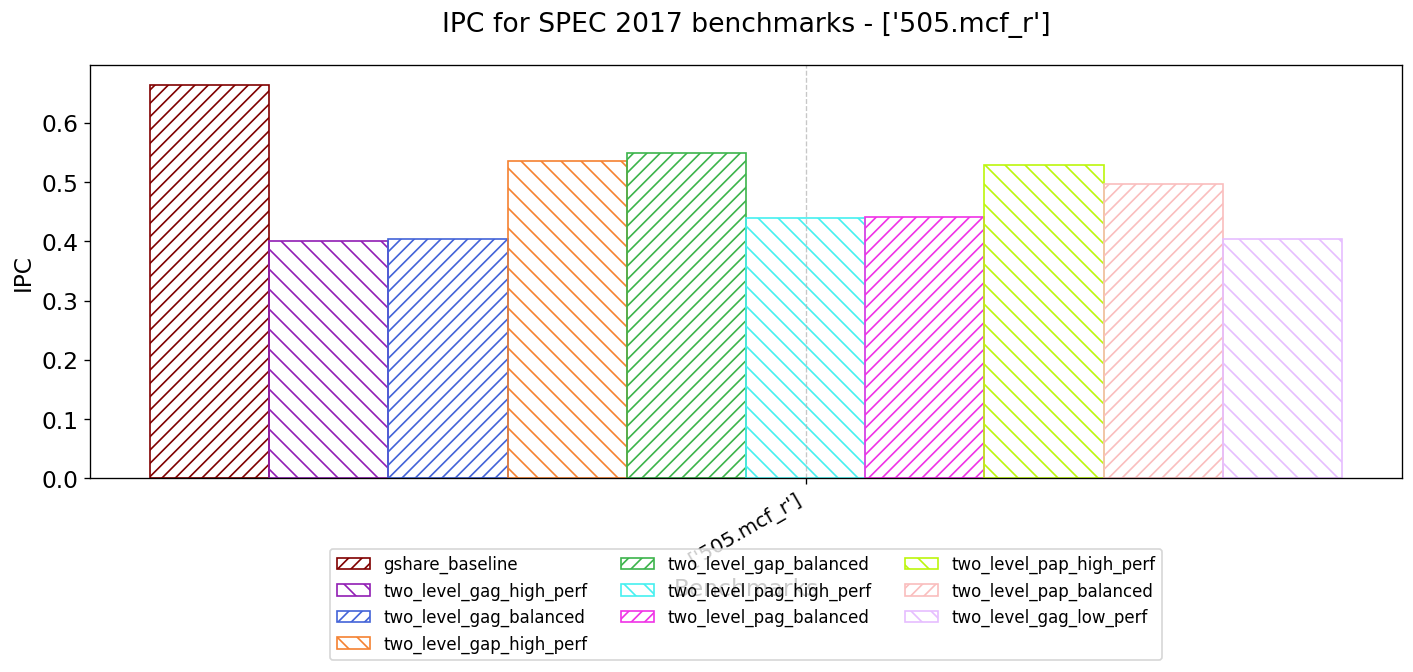 IPC for SPEC 2017 benchmarks - ['505.mcf_r']
IPC
0.6
0.5
0.4
0.3
0.2
0.1
0.0
['505.mcf_r']
Benchmarks
gshare_baseline
two_level_gag_high_perf
two_level_gag_balanced
two_level_gap_high_perf
two_level_gap_balanced
two_level_pag_high_perf
two_level_pag_balanced
two_level_pap_high_perf
two_level_pap_balanced
two_level_gag_low_perf